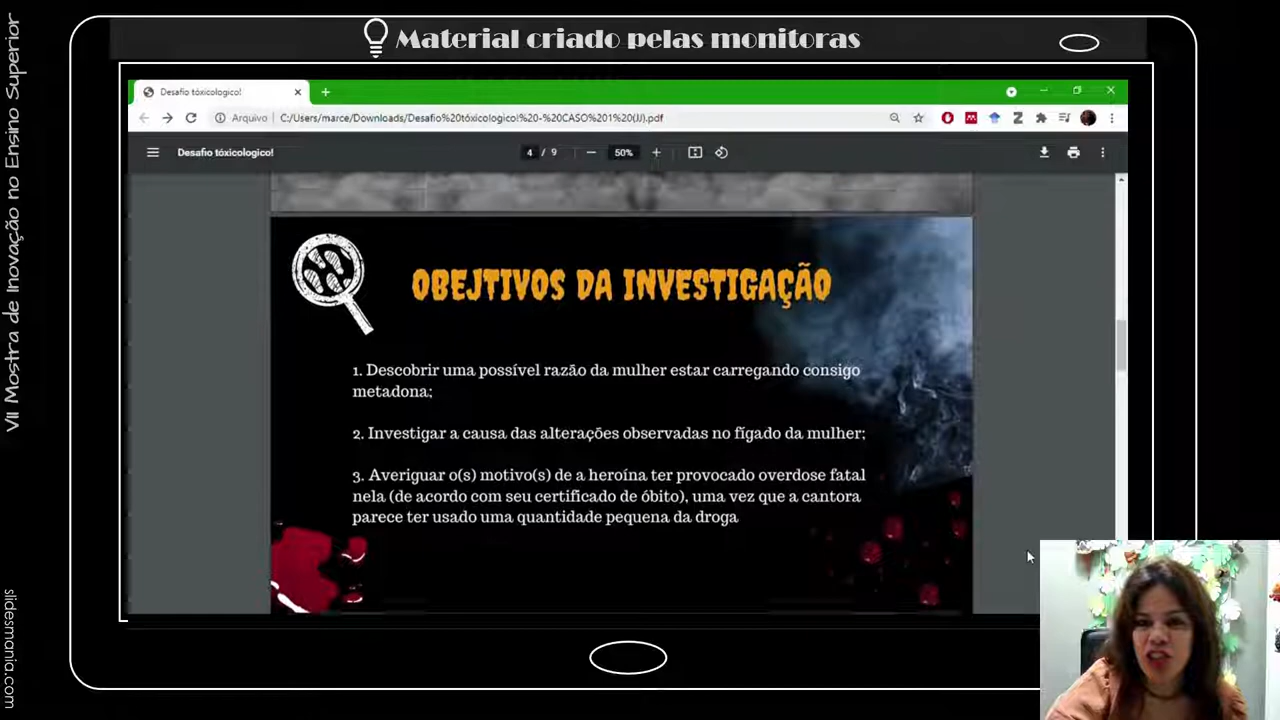 Material criado pelas monitoras
VII Mostra de Inovação no Ensino Superior
slidesmania.com
Desafio tóxicologico!
Arquivo
C:/Users/marce/Downloads/Desafio%20tóxicologico!%20-%20CASO%201%20(JJ).pdf
Desafio tóxicologico!
4 / 9
50%
OBEJTIVOS DA INVESTIGAÇÃO
1. Descobrir uma possível razão da mulher estar carregando consigo
metadona;
2. Investigar a causa das alterações observadas no fígado da mulher;
3. Averiguar o(s) motivo(s) de a heroína ter provocado overdose fatal
nela (de acordo com seu certificado de óbito), uma vez que a cantora
parece ter usado uma quantidade pequena da droga